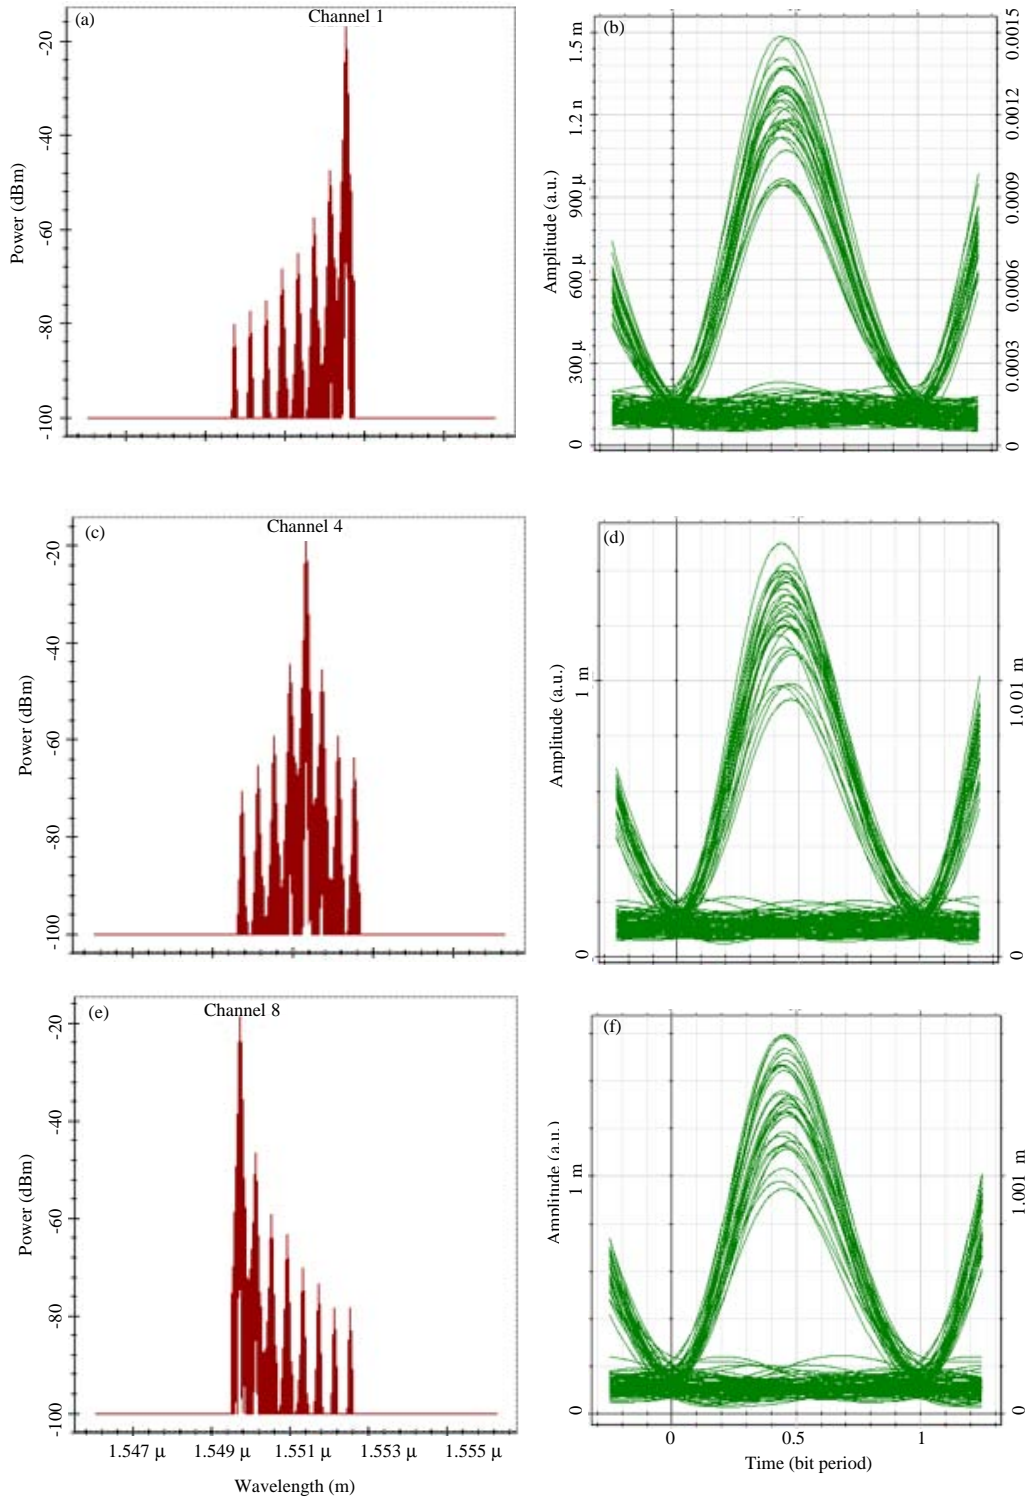 (a)
Channel 1
-20
-40
-60
-80
-100
Power (dBm)
(b)
1.5 m
1.2 n
900 µ
600 µ
300 µ
0
Amplitude (a.u.)
0.0015
0.0012
0.0009
0.0006
0.0003
0
(c)
Channel 4
-20
-40
-60
-80
-100
Power (dBm)
(d)
1 m
0
Amplitude (a.u.)
1.0 01 m
0
(e)
Channel 8
-20
-40
-60
-80
-100
Power (dBm)
1.547 µ 1.549 µ 1.551 µ 1.553 µ 1.555 µ
Wavelength (m)
(f)
1 m
0
Amplitude (a.u.)
1.001 m
0
0 0.5 1
Time (bit period)